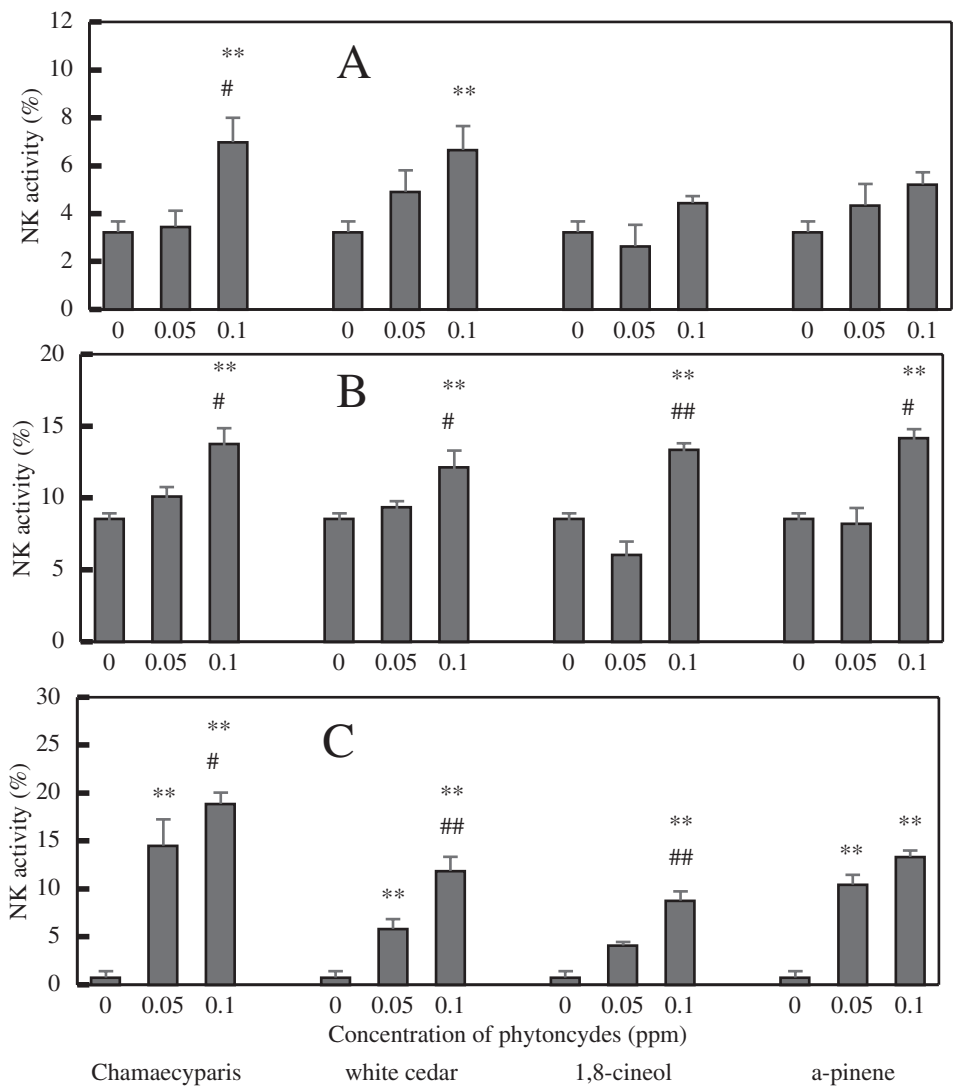 12
10
8
6
4
2
0
NK activity (%)
A
**
#
**
0 0.05 0.1 0 0.05 0.1 0 0.05 0.1 0 0.05 0.1
20
15
10
5
0
NK activity (%)
B
** ** ** **
# # ## #
0 0.05 0.1 0 0.05 0.1 0 0.05 0.1 0 0.05 0.1
30
25
20
15
10
5
0
NK activity (%)
C
**
#
**
**
##
**
**
##
**
**
0 0.05 0.1 0 0.05 0.1 0 0.05 0.1 0 0.05 0.1
Concentration of phytoncydes (ppm)
Chamaecyparis white cedar 1,8-cineol a-pinene